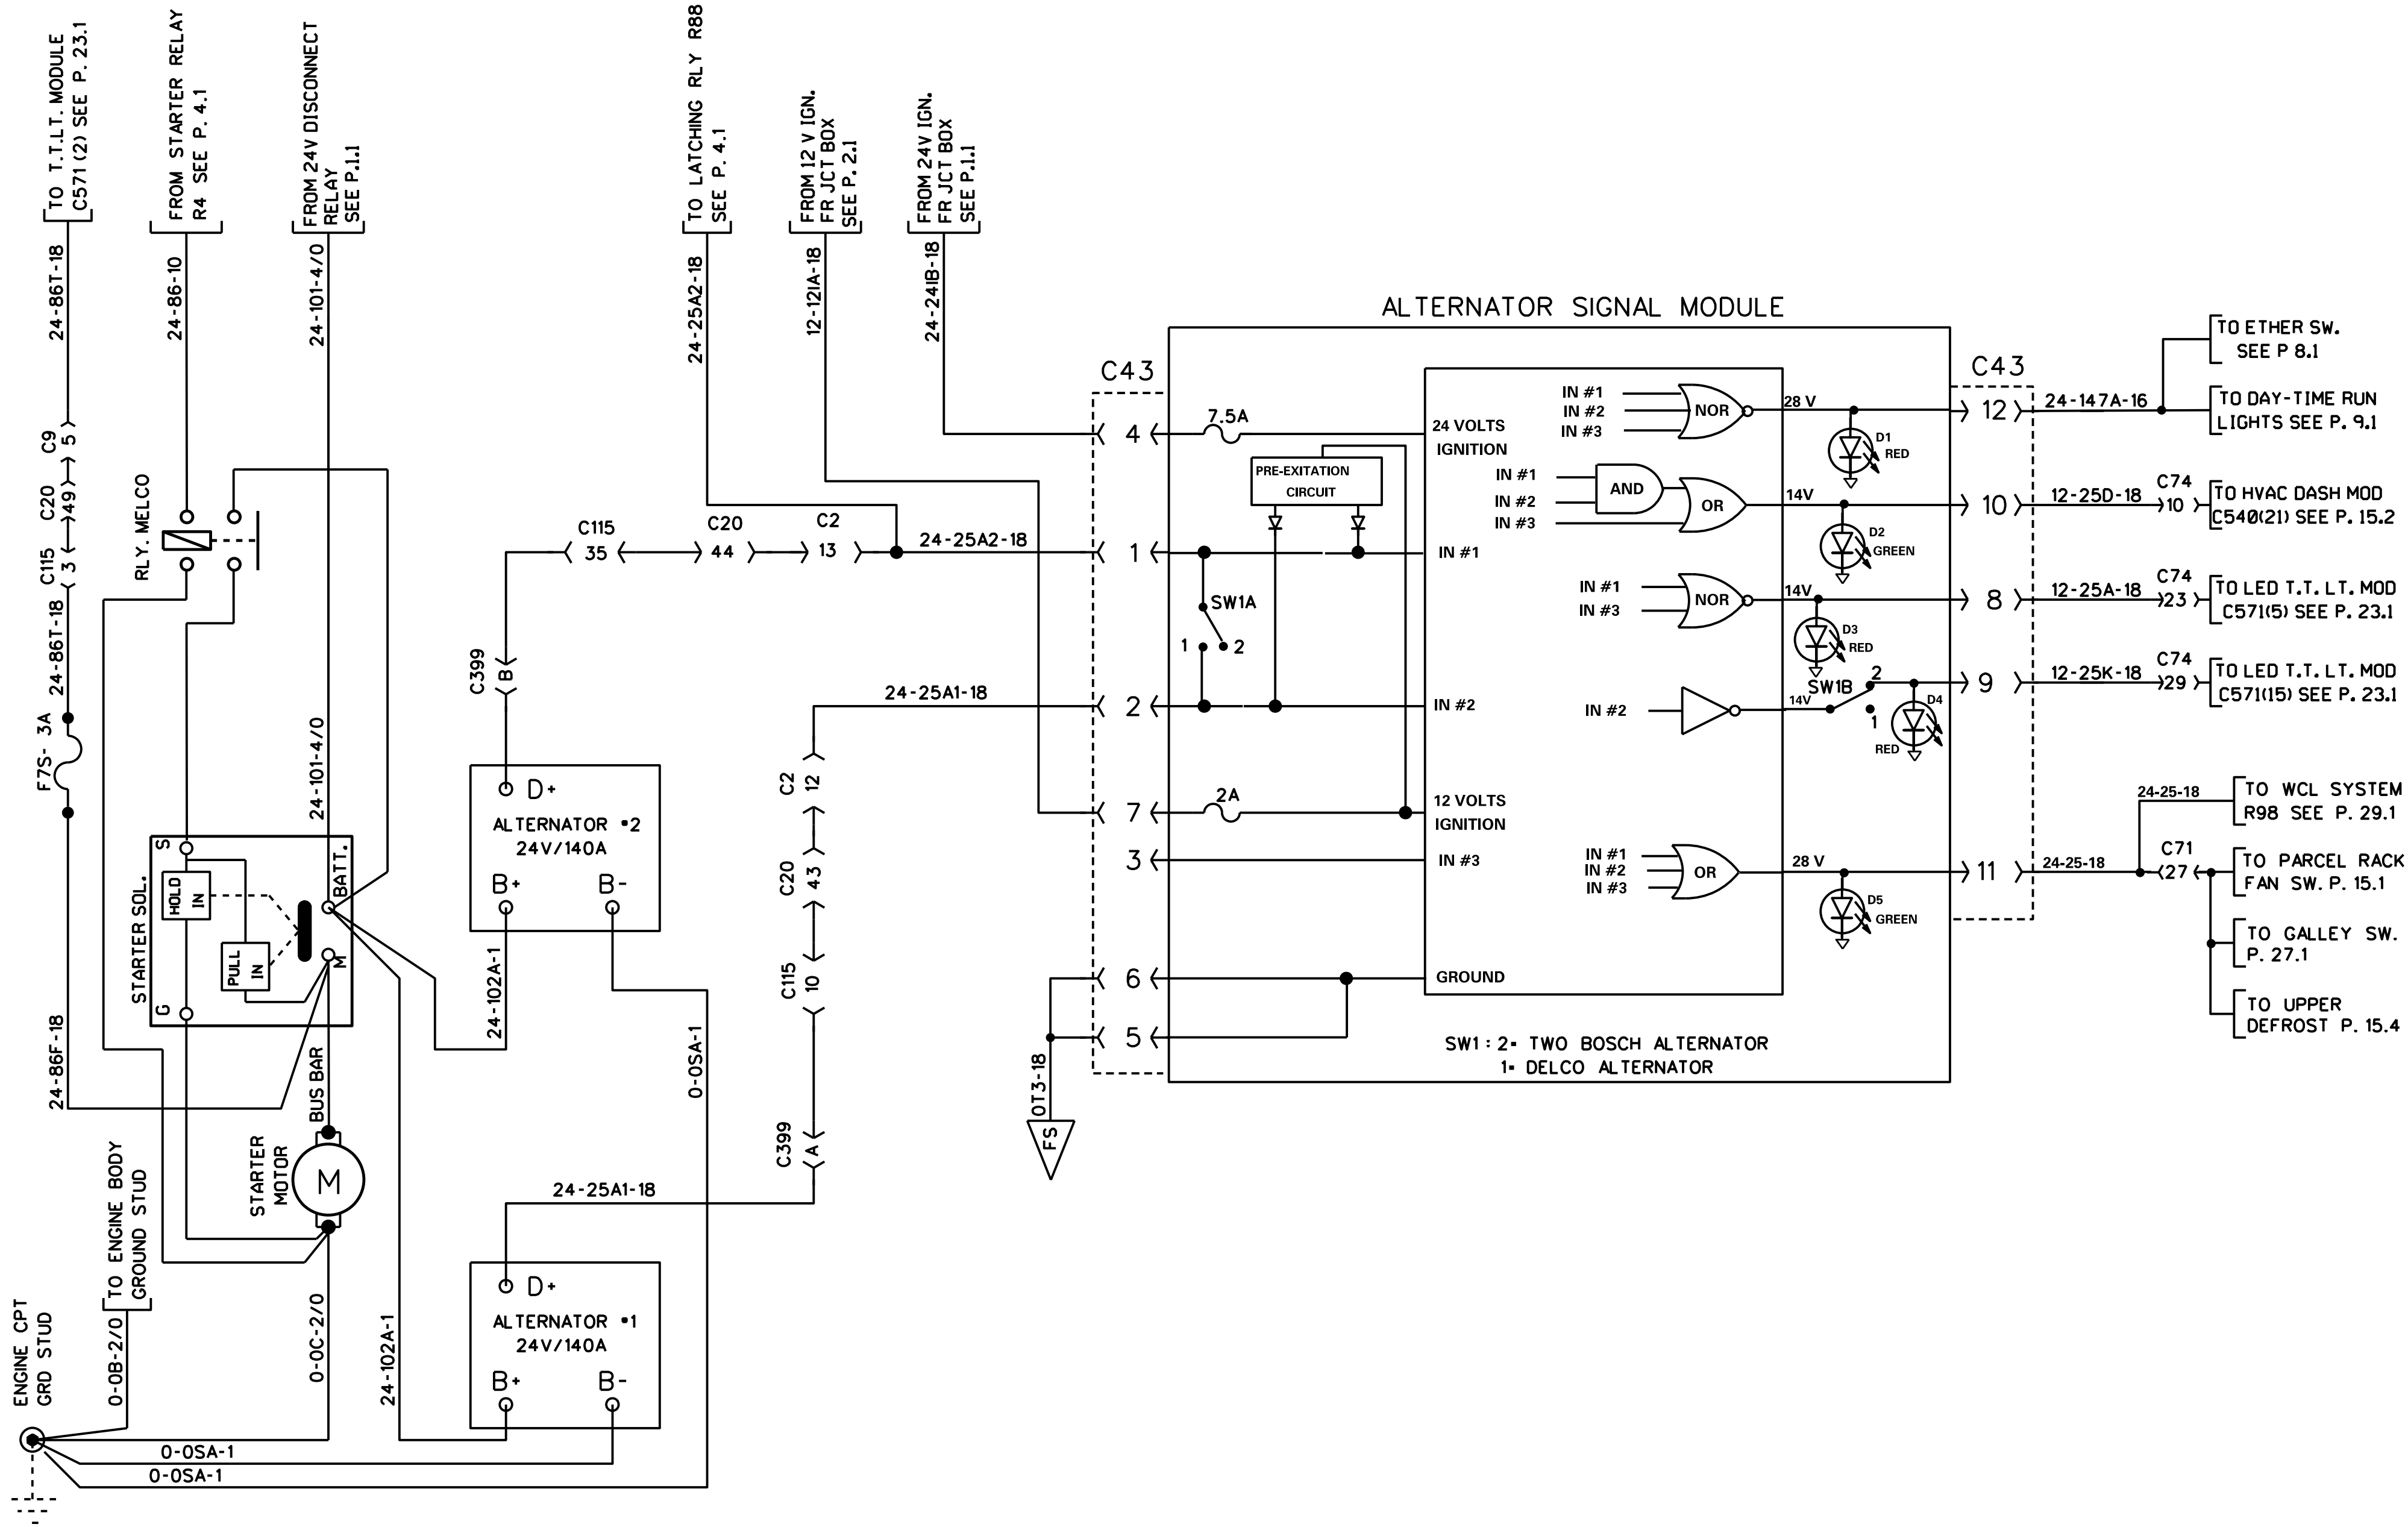 TO T.T.LT. MODULE
C571 (2) SEE P. 23.1
FROM STARTER RELAY
R4 SEE P. 4.1
FROM 24V DISCONNECT
RELAY
SEE P.1.1
TO LATCHING RLY R88
SEE P. 4.1
FROM 12 V IGN.
FR JCT BOX
SEE P. 2.1
FROM 24V IGN.
FR JCT BOX
SEE P.1.1
24-86T-18
24-86-10
24-101-4/0
24-25A2-18
12-121A-18
24-241B-18
C9
5
C20
49
C115
3
24-86T-18
F7S- 3A
24-86F-18
RLY. MELCO
24-101-4/0
STARTER SOL.
S
HOLD
IN
PULL
IN
BATT.
M
G
BUS BAR
STARTER
MOTOR
M
TO ENGINE BODY
GROUND STUD
ENGINE CPT
GRD STUD
0-0B-2/0
0-0C-2/0
24-102A-1
0-0SA-1
0-0SA-1
C115
35
C20
44
C2
13
24-25A2-18
C399
B
D+
ALTERNATOR #2
24V/140A
B+
B-
24-102A-1
0-0SA-1
24-25A1-18
C2
12
C20
43
C115
10
C399
A
24-25A1-18
D+
ALTERNATOR #1
24V/140A
B+
B-
ALTERNATOR SIGNAL MODULE
C43
4
1
2
7
3
6
5
0T3-18
FS
7.5A
PRE-EXITATION
CIRCUIT
SW1A
1
2
2A
24 VOLTS
IGNITION
IN #1
IN #2
12 VOLTS
IGNITION
IN #3
GROUND
IN #1
IN #2
IN #3
NOR
28 V
D1
RED
IN #1
IN #2
IN #3
AND
OR
14V
D2
GREEN
IN #1
IN #3
NOR
14V
D3
RED
IN #2
14V
SW1B
2
1
D4
RED
IN #1
IN #2
IN #3
OR
28 V
D5
GREEN
SW1 : 2= TWO BOSCH ALTERNATOR
1= DELCO ALTERNATOR
C43
12
10
8
9
11
24-147A-16
TO ETHER SW.
SEE P 8.1
TO DAY-TIME RUN
LIGHTS SEE P. 9.1
12-25D-18
C74
10
TO HVAC DASH MOD
C540(21) SEE P. 15.2
12-25A-18
C74
23
TO LED T.T. LT. MOD
C571(5) SEE P. 23.1
12-25K-18
C74
29
TO LED T.T. LT. MOD
C571(15) SEE P. 23.1
24-25-18
TO WCL SYSTEM
R98 SEE P. 29.1
24-25-18
C71
27
TO PARCEL RACK
FAN SW. P. 15.1
TO GALLEY SW.
P. 27.1
TO UPPER
DEFROST P. 15.4